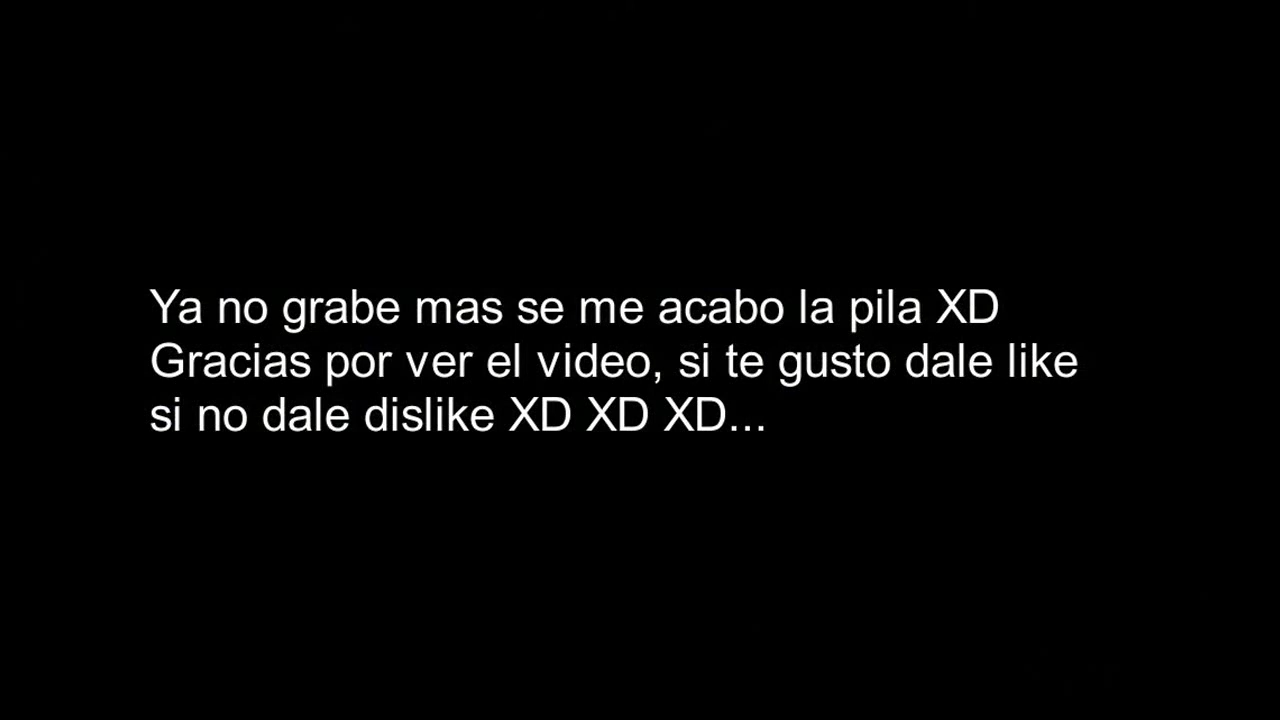 Ya no grabe mas se me acabo la pila XD
Gracias por ver el video, si te gusto dale like
si no dale dislike XD XD XD...